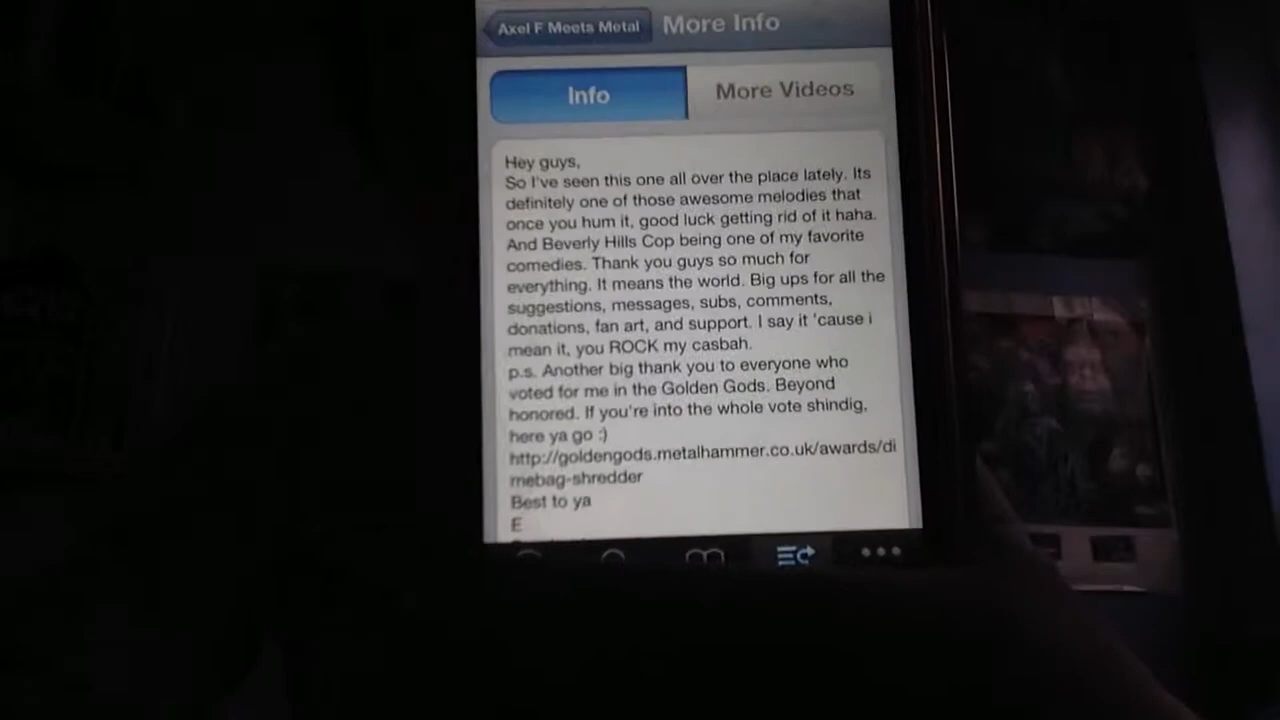 Axel F Meets Metal
More Info
Info
More Videos
Hey guys,
So I've seen this one all over the place lately. Its
definitely one of those awesome melodies that
once you hum it, good luck getting rid of it haha.
And Beverly Hills Cop being one of my favorite
comedies. Thank you guys so much for
everything. It means the world. Big ups for all the
suggestions, messages, subs, comments,
donations, fan art, and support. I say it 'cause i
mean it, you ROCK my casbah.
p.s. Another big thank you to everyone who
voted for me in the Golden Gods. Beyond
honored. If you're into the whole vote shindig,
here ya go :)
http://goldengods.metalhammer.co.uk/awards/di
mebag-shredder
Best to ya
E